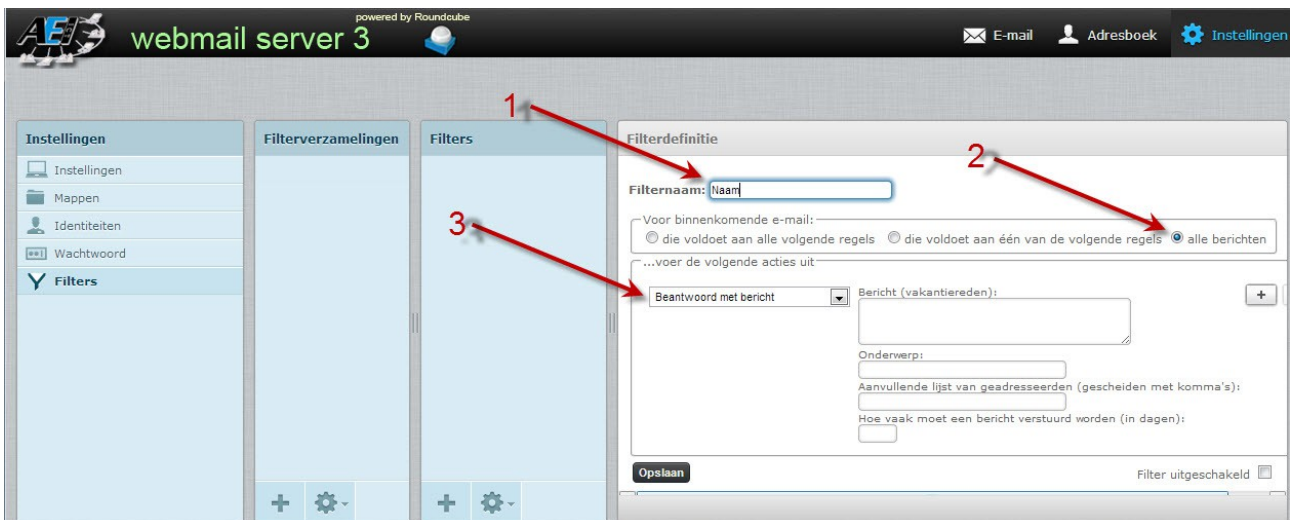 AEI
powered by Roundcube
webmail server 3
E-mail
Adresboek
Instellingen
1
Instellingen
Filterverzamelingen
Filters
Filterdefinitie
2
Instellingen
Mappen
Identiteiten
Wachtwoord
Filters
Filternaam: Naam
3
Voor binnenkomende e-mail:
die voldoet aan alle volgende regels
die voldoet aan één van de volgende regels
alle berichten
...voer de volgende acties uit
Beantwoord met bericht
Bericht (vakantiereden):
+
Onderwerp:
Aanvullende lijst van geadresseerden (gescheiden met komma's):
Hoe vaak moet een bericht verstuurd worden (in dagen):
Opslaan
Filter uitgeschakeld